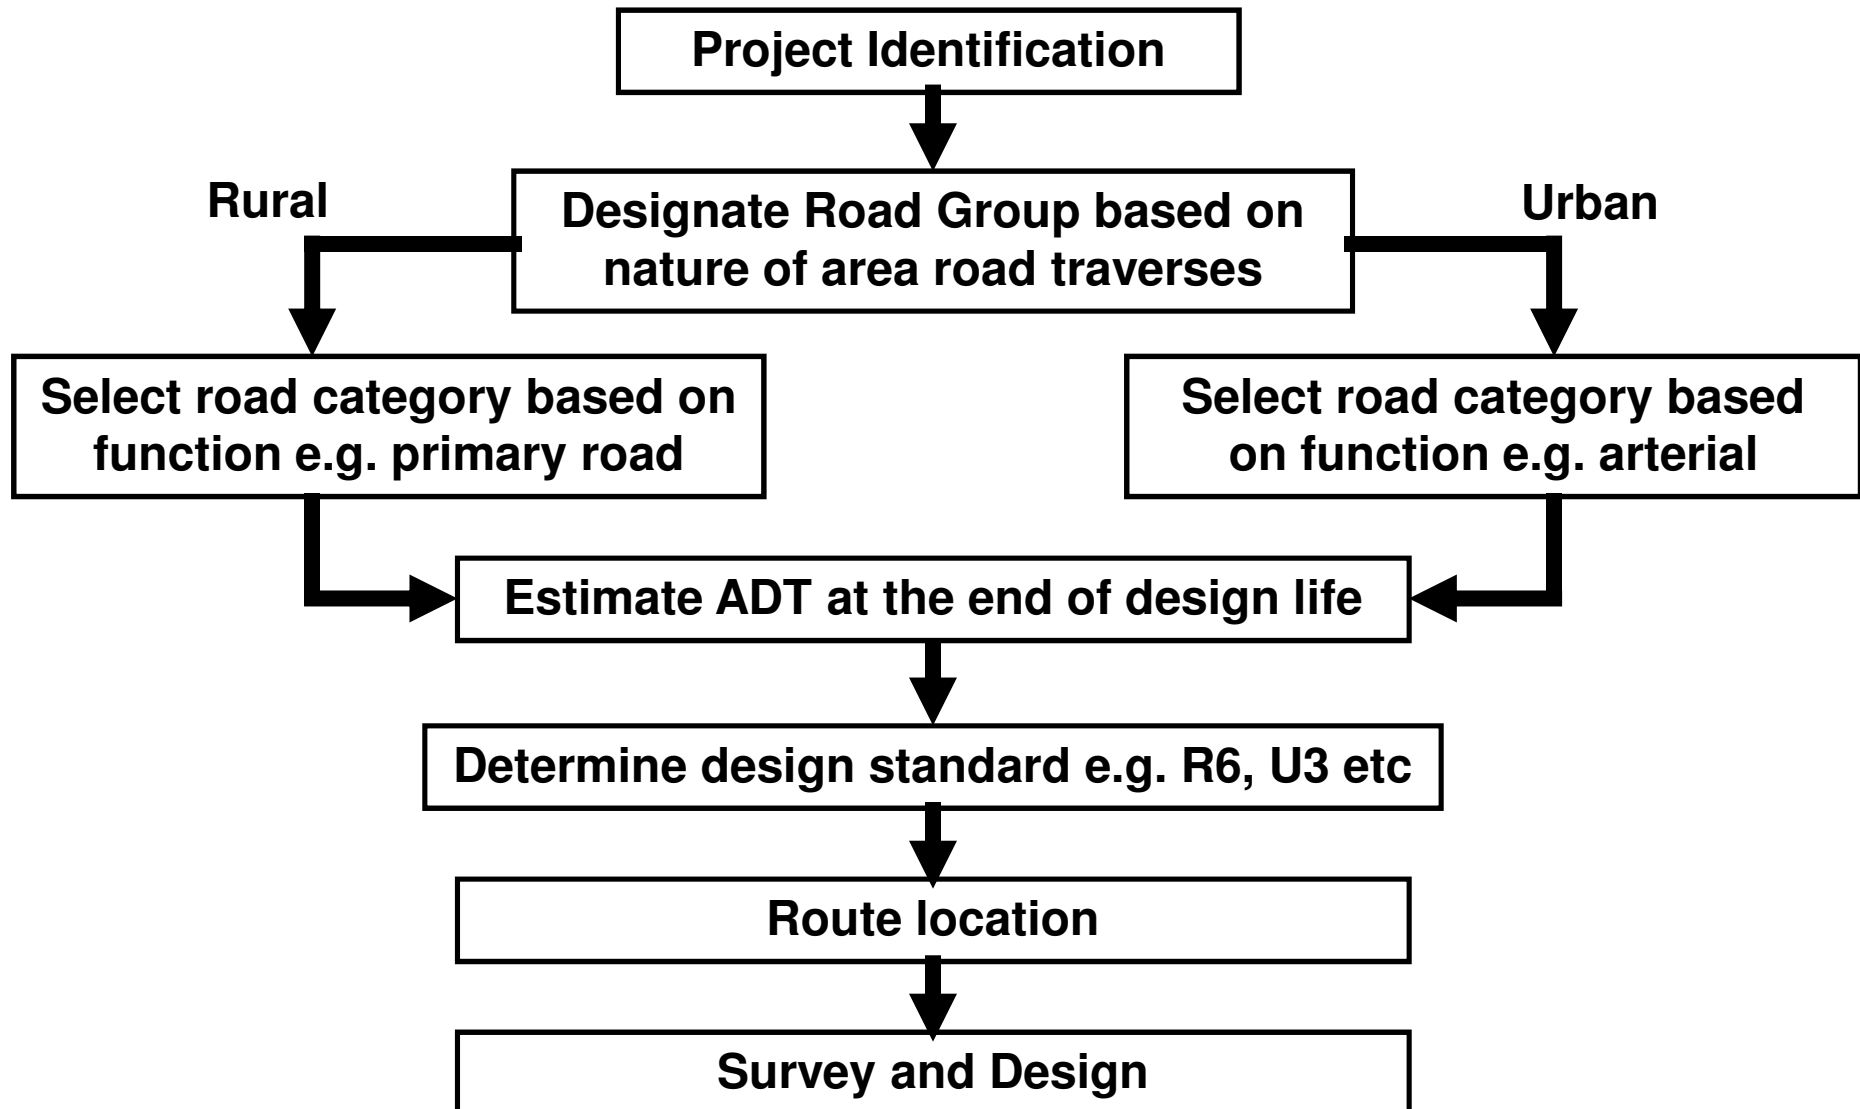 Project Identification
Rural
Designate Road Group based on
nature of area road traverses
Urban
Select road category based on
function e.g. primary road
Select road category based
on function e.g. arterial
Estimate ADT at the end of design life
Determine design standard e.g. R6, U3 etc
Route location
Survey and Design